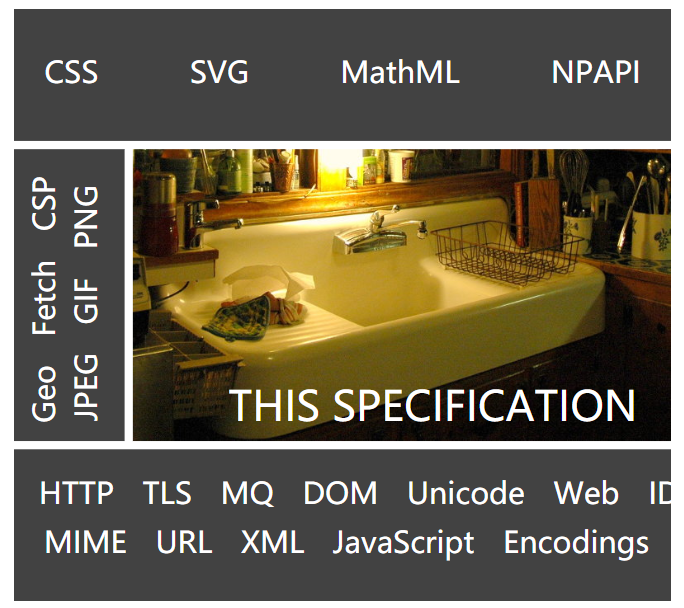 CSS SVG MathML NPAPI
Geo Fetch CSP
JPEG GIF PNG
THIS SPECIFICATION
HTTP TLS MQ DOM Unicode Web ID
MIME URL XML JavaScript Encodings